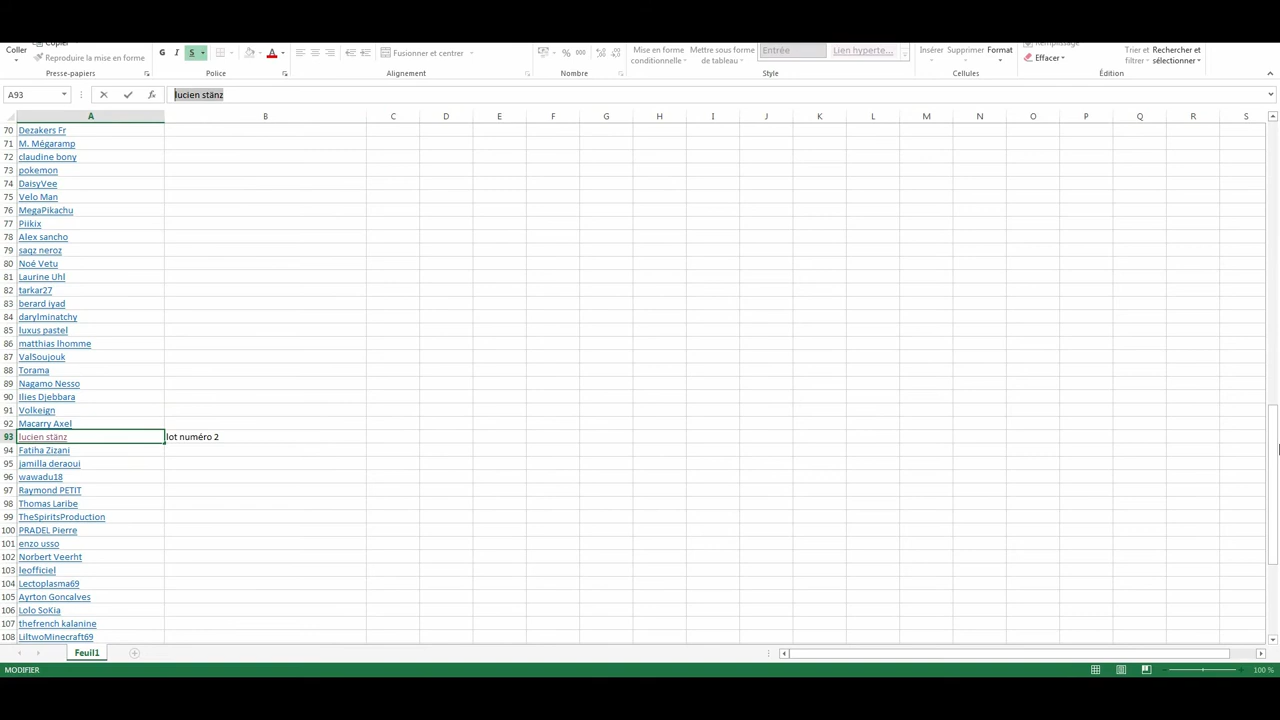 Coller
Copier
Reproduire la mise en forme
Presse-papiers
G I S
A
Police
Fusionner et centrer
Alignement
% 000
Nombre
Mise en forme conditionnelle
Mettre sous forme de tableau
Entrée
Lien hyperte...
Style
Insérer Supprimer Format
Cellules
Remplissage
Effacer
Trier et filtrer
Rechercher et sélectionner
Édition
A93
fx
lucien stänz
A B C D E F G H I J K L M N O P Q R S
70 Dezakers Fr
71 M. Mégaramp
72 claudine bony
73 pokemon
74 DaisyVee
75 Velo Man
76 MegaPikachu
77 Piikix
78 Alex sancho
79 saqz neroz
80 Noé Vetu
81 Laurine Uhl
82 tarkar27
83 berard iyad
84 darylminatchy
85 luxus pastel
86 matthias lhomme
87 ValSoujouk
88 Torama
89 Nagamo Nesso
90 Ilies Djebbara
91 Volkeign
92 Macarry Axel
93 lucien stänz lot numéro 2
94 Fatiha Zizani
95 jamilla deraoui
96 wawadu18
97 Raymond PETIT
98 Thomas Laribe
99 TheSpiritsProduction
100 PRADEL Pierre
101 enzo usso
102 Norbert Veerht
103 leofficiel
104 Lectoplasma69
105 Ayrton Goncalves
106 Lolo SoKia
107 thefrench kalanine
108 LiltwoMinecraft69
Feuil1
MODIFIER
100 %